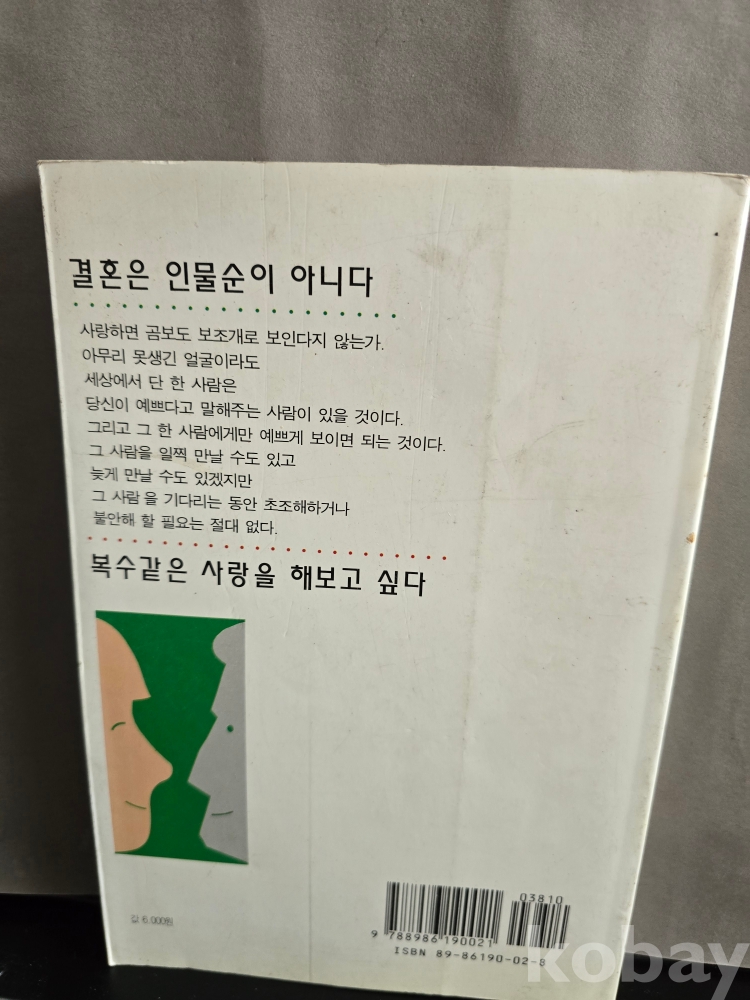 결혼은 인물순이 아니다
사랑하면 곰보도 보조개로 보인다지 않는가.
아무리 못생긴 얼굴이라도
세상에서 단 한 사람은
당신이 예쁘다고 말해주는 사람이 있을 것이다.
그리고 그 한 사람에게만 예쁘게 보이면 되는 것이다.
그 사람을 일찍 만날 수도 있고
늦게 만날 수도 있겠지만
그 사람 을 기다리는 동안 초조해하거나
불안해 할 필요는 절대 없다.
복수같은 사랑을 해보고 싶다
값 6,000원
03810
9 788986 190021
ISBN 89-86190-02-8
kobay